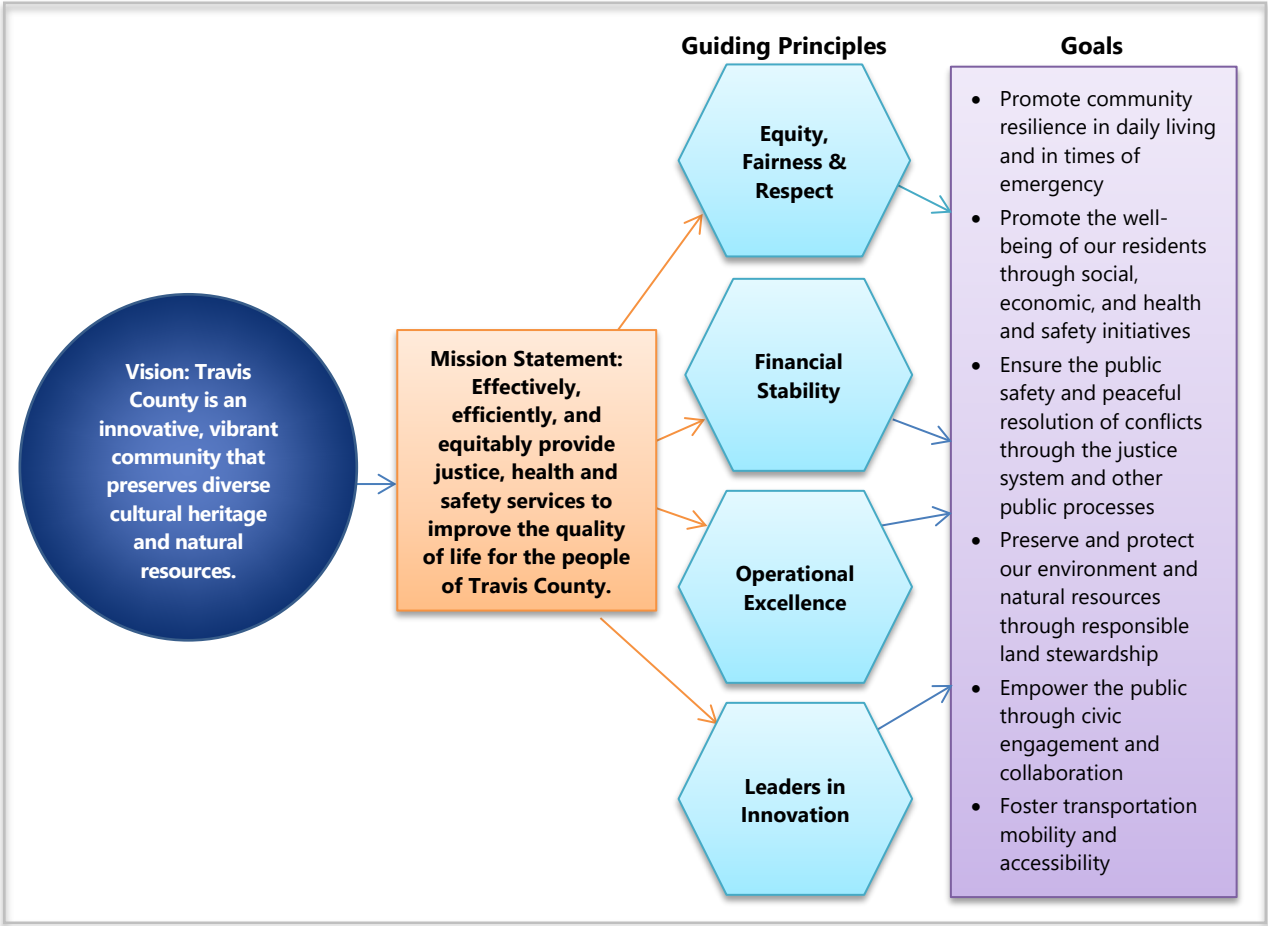 Vision: Travis
County is an
innovative, vibrant
community that
preserves diverse
cultural heritage
and natural
resources.
Mission Statement:
Effectively,
efficiently, and
equitably provide
justice, health and
safety services to
improve the quality
of life for the people
of Travis County.
Guiding Principles
Equity,
Fairness &
Respect
Financial
Stability
Operational
Excellence
Leaders in
Innovation
Goals
• Promote community
resilience in daily living
and in times of
emergency
• Promote the well-
being of our residents
through social,
economic, and health
and safety initiatives
• Ensure the public
safety and peaceful
resolution of conflicts
through the justice
system and other
public processes
• Preserve and protect
our environment and
natural resources
through responsible
land stewardship
• Empower the public
through civic
engagement and
collaboration
• Foster transportation
mobility and
accessibility